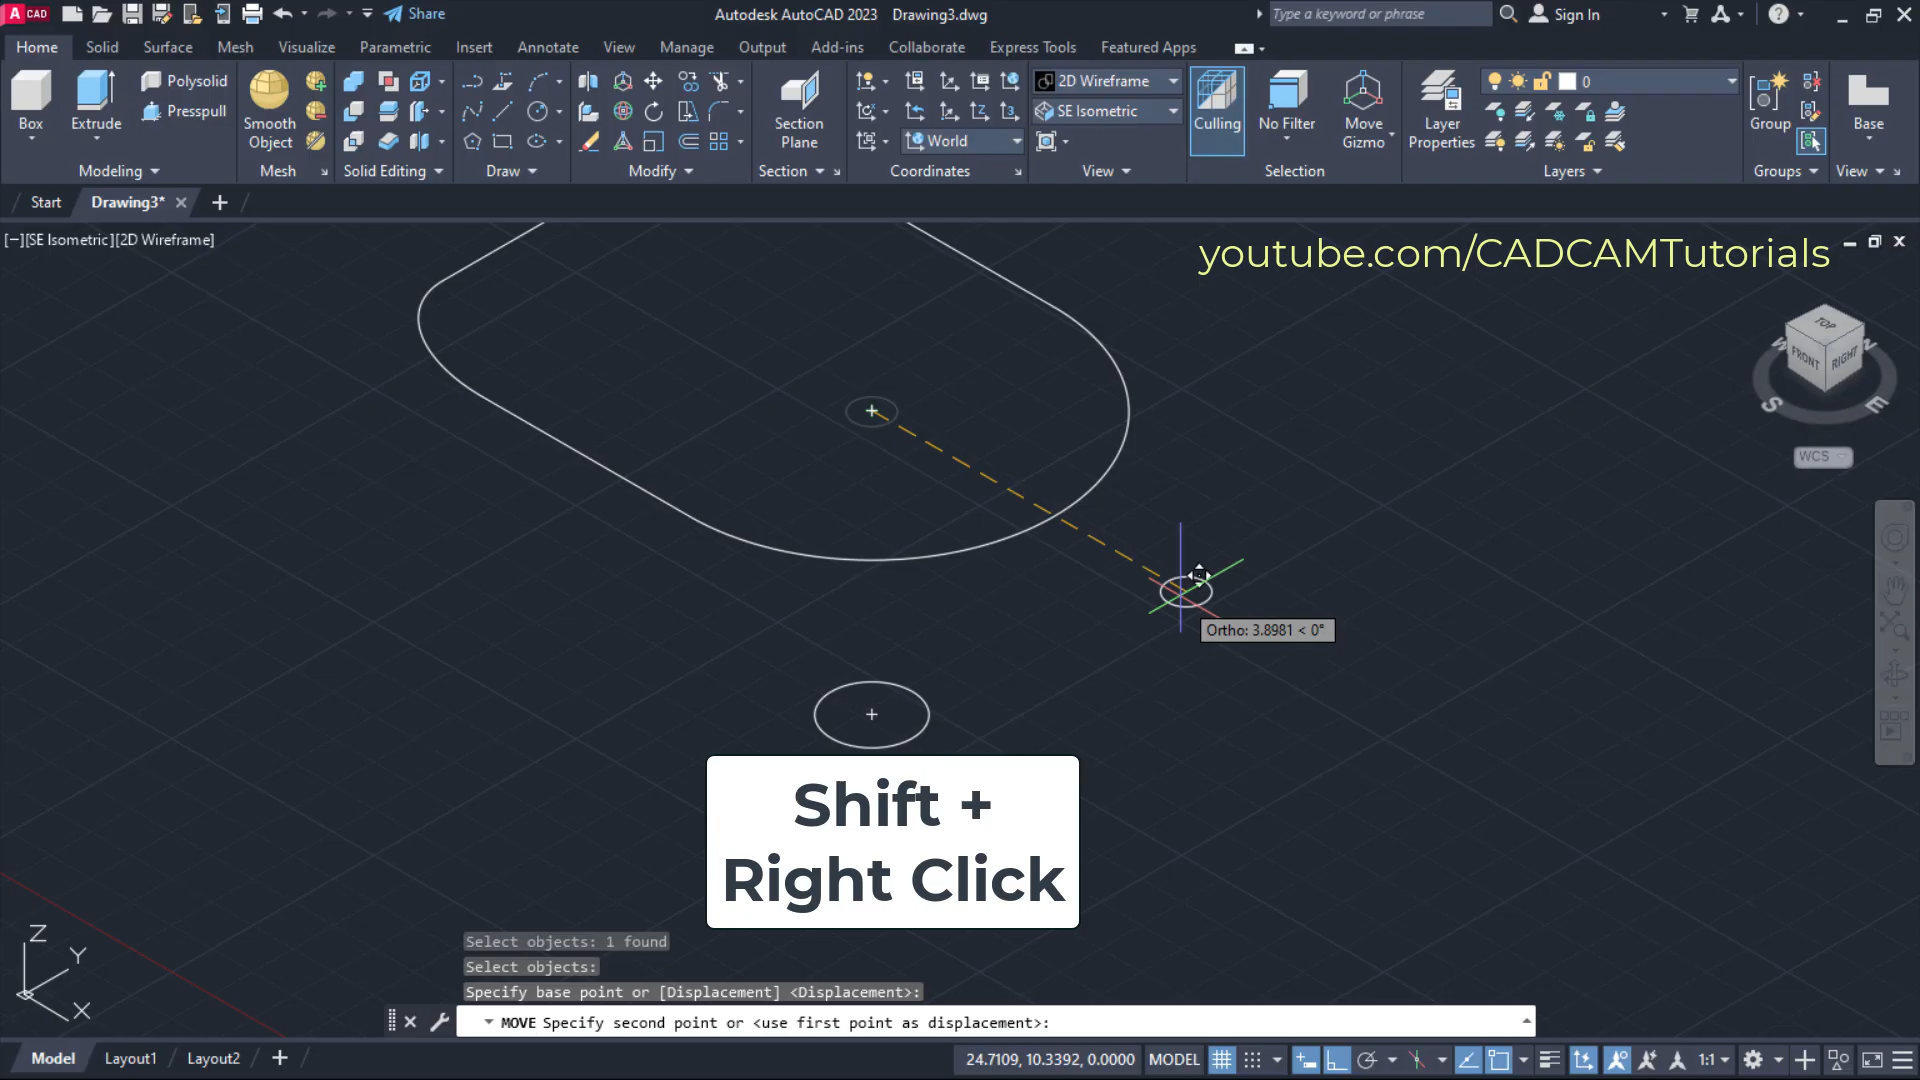 CAD
Share
Autodesk AutoCAD 2023 Drawing3.dwg
Type a keyword or phrase
Sign In
Home Solid Surface Mesh Visualize Parametric Insert Annotate View Manage Output Add-ins Collaborate Express Tools Featured Apps
Box
Extrude
Polysolid
Presspull
Smooth
Object
Section
Plane
World
2D Wireframe
SE Isometric
Culling
No Filter
Move
Gizmo
Layer
Properties
0
Group
Base
Modeling
Mesh
Solid Editing
Draw
Modify
Section
Coordinates
View
Selection
Layers
Groups
View
Start
Drawing3*
[−][SE Isometric][2D Wireframe]
youtube.com/CADCAMTutorials
TOP
FRONT
RIGHT
S
E
WCS
Ortho: 3.8981 < 0°
Shift +
Right Click
Z
Y
X
Select objects: 1 found
Select objects:
Specify base point or [Displacement] <Displacement>:
MOVE Specify second point or <use first point as displacement>:
Model Layout1 Layout2
24.7109, 10.3392, 0.0000 MODEL
1:1